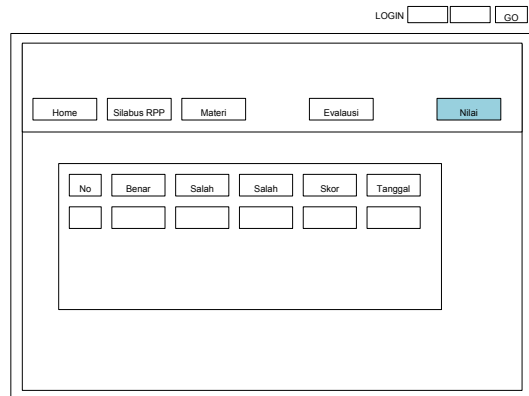 LOGIN GO
Home Silabus RPP Materi Evalausi Nilai
No Benar Salah Salah Skor Tanggal